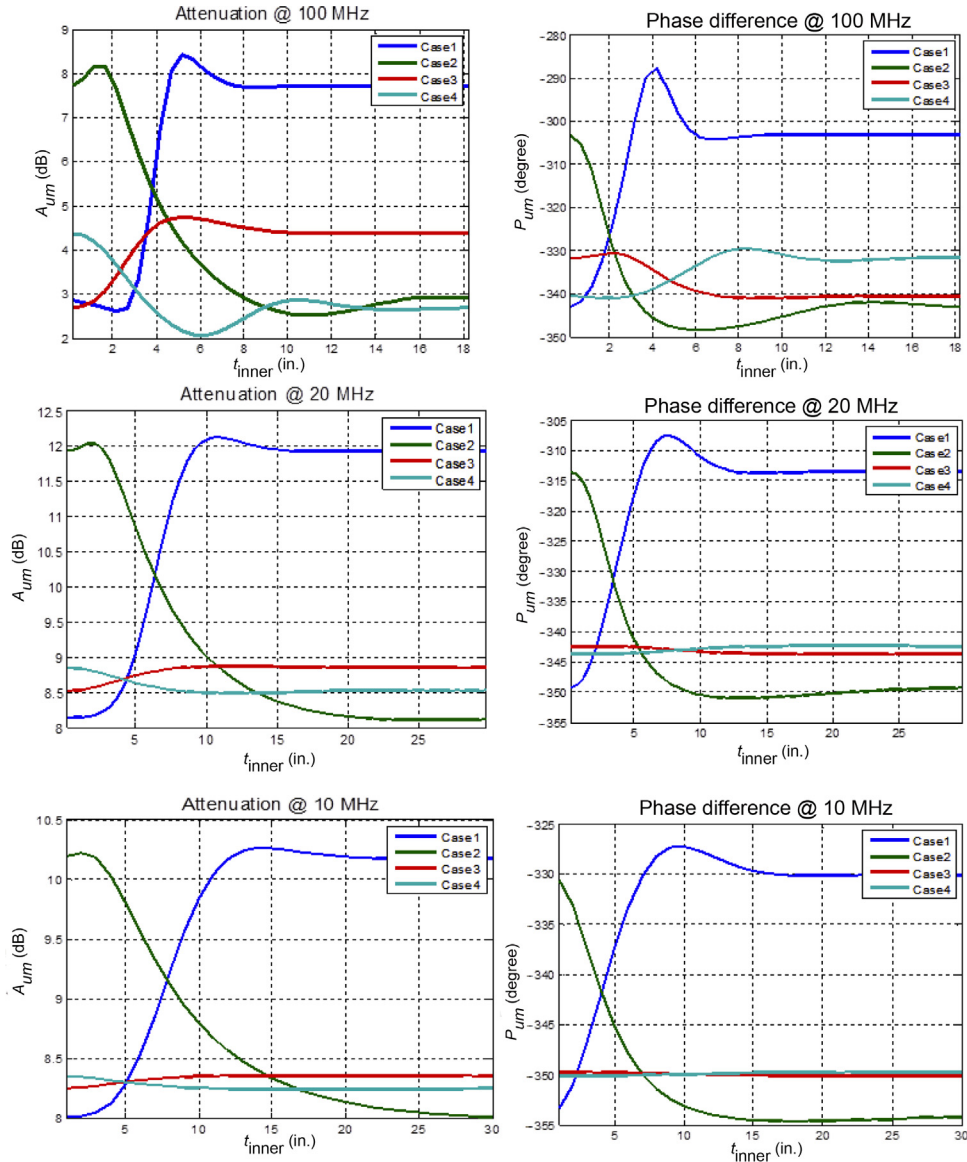 Attenuation @ 100 MHz
9
8
7
6
5
4
3
2
2
4
6
8
10
12
14
16
18
A_um (dB)
t_inner (in.)
Case1
Case2
Case3
Case4
Phase difference @ 100 MHz
-280
-290
-300
-310
-320
-330
-340
-350
2
4
6
8
10
12
14
16
18
P_um (degree)
t_inner (in.)
Case1
Case2
Case3
Case4
Attenuation @ 20 MHz
12.5
12
11.5
11
10.5
10
9.5
9
8.5
8
5
10
15
20
25
A_um (dB)
t_inner (in.)
Case1
Case2
Case3
Case4
Phase difference @ 20 MHz
-305
-310
-315
-320
-325
-330
-335
-340
-345
-350
-355
5
10
15
20
25
P_um (degree)
t_inner (in.)
Case1
Case2
Case3
Case4
Attenuation @ 10 MHz
10.5
10
9.5
9
8.5
8
5
10
15
20
25
30
A_um (dB)
t_inner (in.)
Case1
Case2
Case3
Case4
Phase difference @ 10 MHz
-325
-330
-335
-340
-345
-350
-355
5
10
15
20
25
30
P_um (degree)
t_inner (in.)
Case1
Case2
Case3
Case4